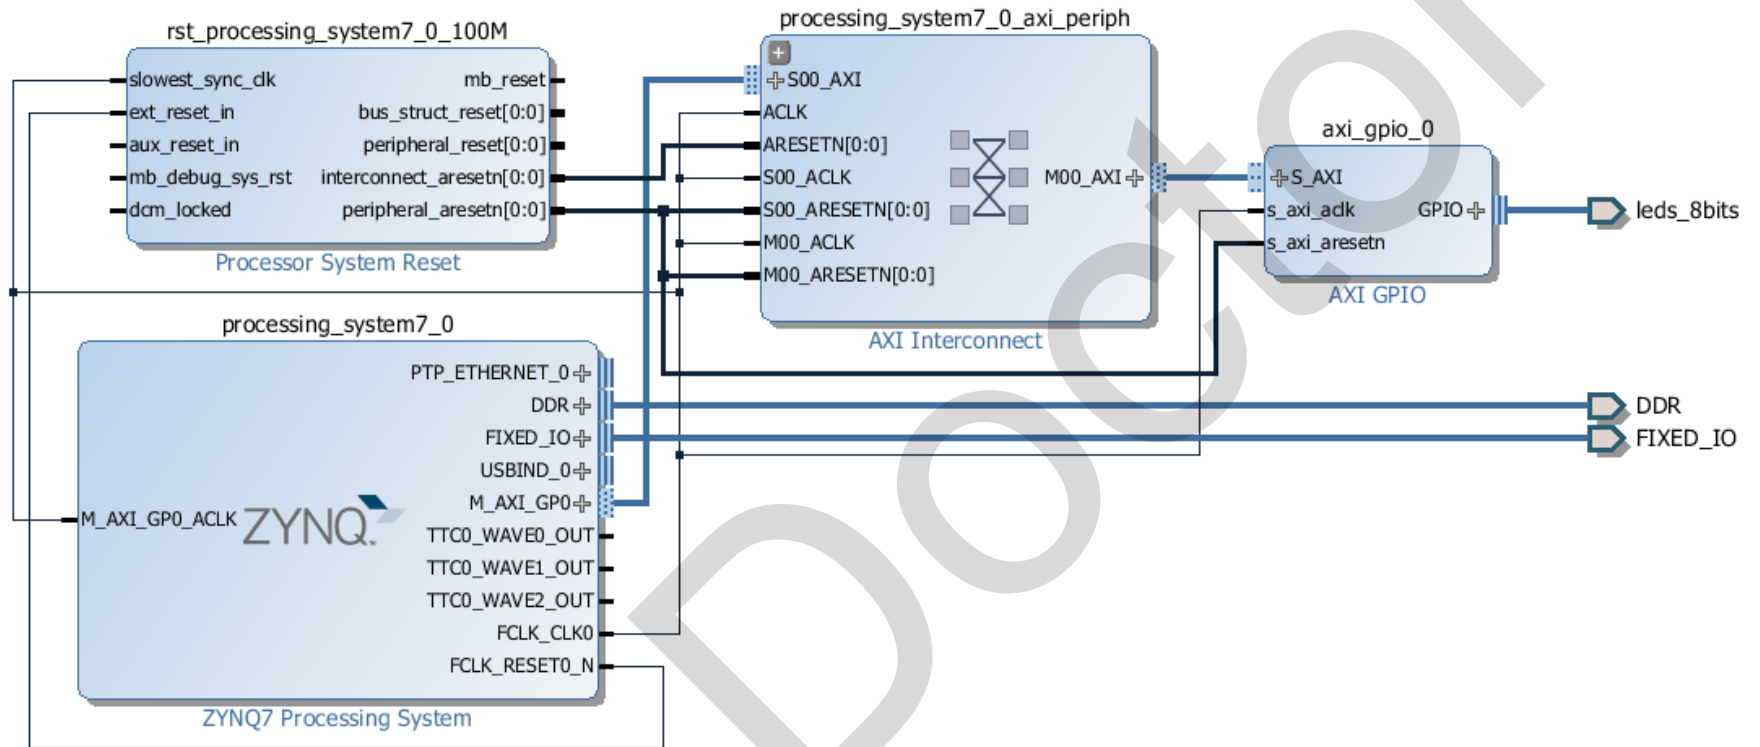 rst_processing_system7_0_100M
slowest_sync_clk
ext_reset_in
aux_reset_in
mb_debug_sys_rst
dcm_locked
mb_reset
bus_struct_reset[0:0]
peripheral_reset[0:0]
interconnect_aresetn[0:0]
peripheral_aresetn[0:0]
Processor System Reset
processing_system7_0_axi_periph
S00_AXI
ACLK
ARESETN[0:0]
S00_ACLK
S00_ARESETN[0:0]
M00_ACLK
M00_ARESETN[0:0]
M00_AXI
AXI Interconnect
axi_gpio_0
S_AXI
s_axi_aclk
s_axi_aresetn
GPIO
AXI GPIO
leds_8bits
DDR
FIXED_IO
processing_system7_0
M_AXI_GP0_ACLK
ZYNQ
PTP_ETHERNET_0
DDR
FIXED_IO
USBIND_0
M_AXI_GP0
TTC0_WAVE0_OUT
TTC0_WAVE1_OUT
TTC0_WAVE2_OUT
FCLK_CLK0
FCLK_RESET0_N
ZYNQ7 Processing System
Doctor